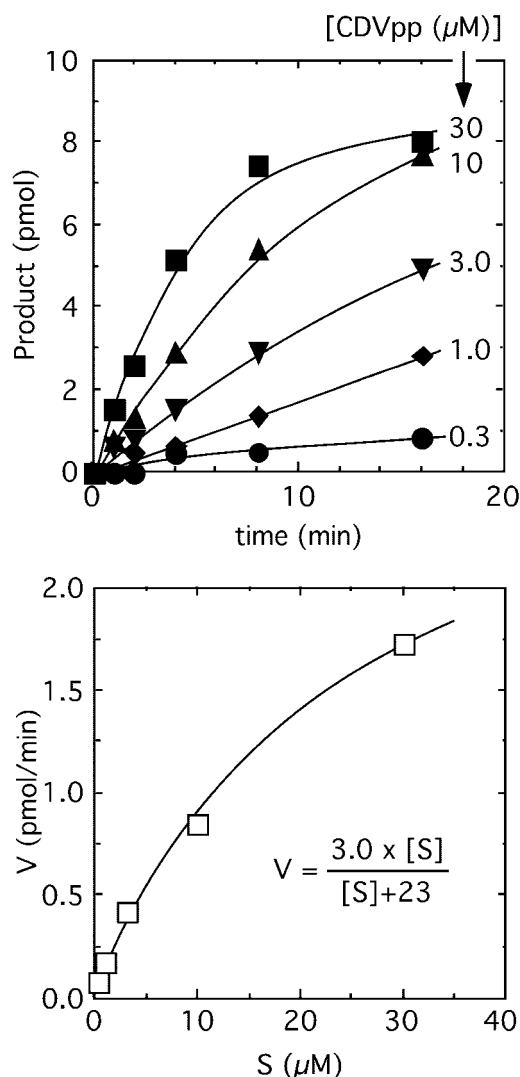 [CDVpp (µM)]
10
8
6
4
2
0
Product (pmol)
30
10
3.0
1.0
0.3
0 10 20
time (min)
2.0
1.5
1.0
0.5
0.0
V (pmol/min)
V = 3.0 x [S]
[S]+23
0 10 20 30 40
S (µM)